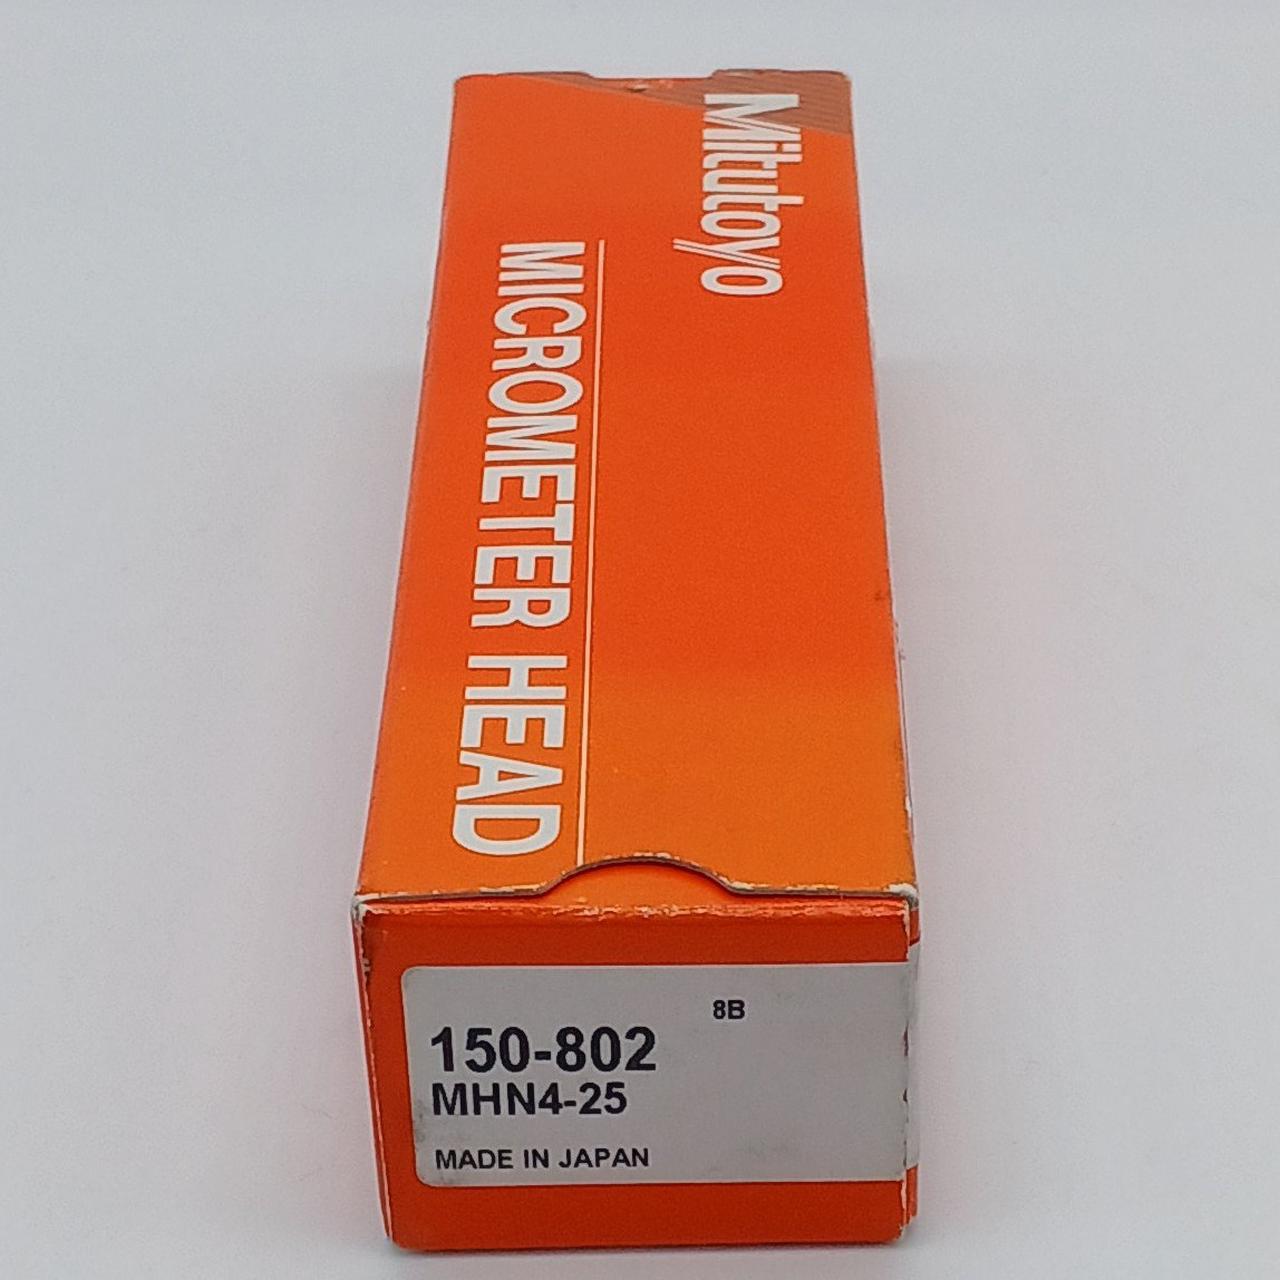 Mitutoyo
MICROMETER HEAD
8B
150-802
MHN4-25
MADE IN JAPAN